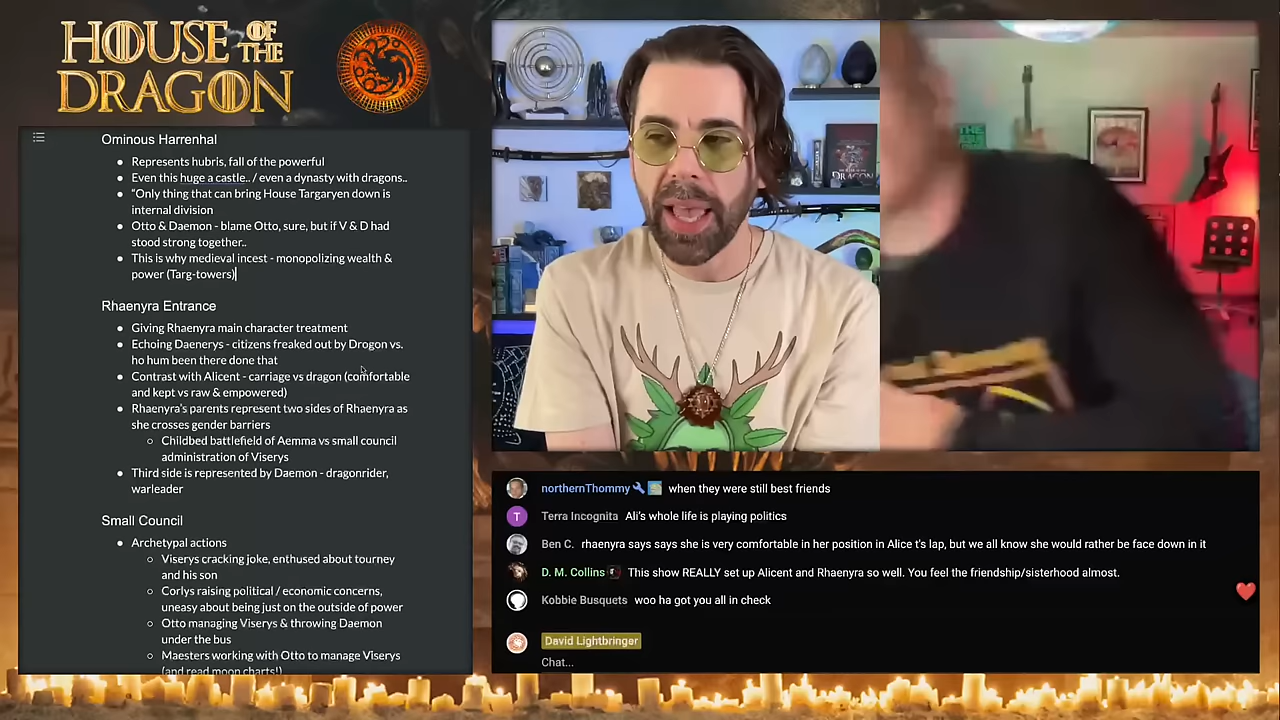 HOUSE OF THE DRAGON
Ominous Harrenhal
Represents hubris, fall of the powerful
Even this huge a castle.. / even a dynasty with dragons..
“Only thing that can bring House Targaryen down is
internal division
Otto & Daemon - blame Otto, sure, but if V & D had
stood strong together..
This is why medieval incest - monopolizing wealth &
power (Targ-towers)
Rhaenyra Entrance
Giving Rhaenyra main character treatment
Echoing Daenerys - citizens freaked out by Drogon vs.
ho hum been there done that
Contrast with Alicent - carriage vs dragon (comfortable
and kept vs raw & empowered)
Rhaenyra's parents represent two sides of Rhaenyra as
she crosses gender barriers
Childbed battlefield of Aemma vs small council
administration of Viserys
Third side is represented by Daemon - dragonrider,
warleader
Small Council
Archetypal actions
Viserys cracking joke, enthused about tourney
and his son
Corlys raising political / economic concerns,
uneasy about being just on the outside of power
Otto managing Viserys & throwing Daemon
under the bus
Maesters working with Otto to manage Viserys
(and read moon charts!)
DRAGON
northernThommy when they were still best friends
T Terra Incognita Ali's whole life is playing politics
Ben C. rhaenyra says says she is very comfortable in her position in Alice t's lap, but we all know she would rather be face down in it
D. M. Collins This show REALLY set up Alicent and Rhaenyra so well. You feel the friendship/sisterhood almost.
Kobbie Busquets woo ha got you all in check
David Lightbringer
Chat...